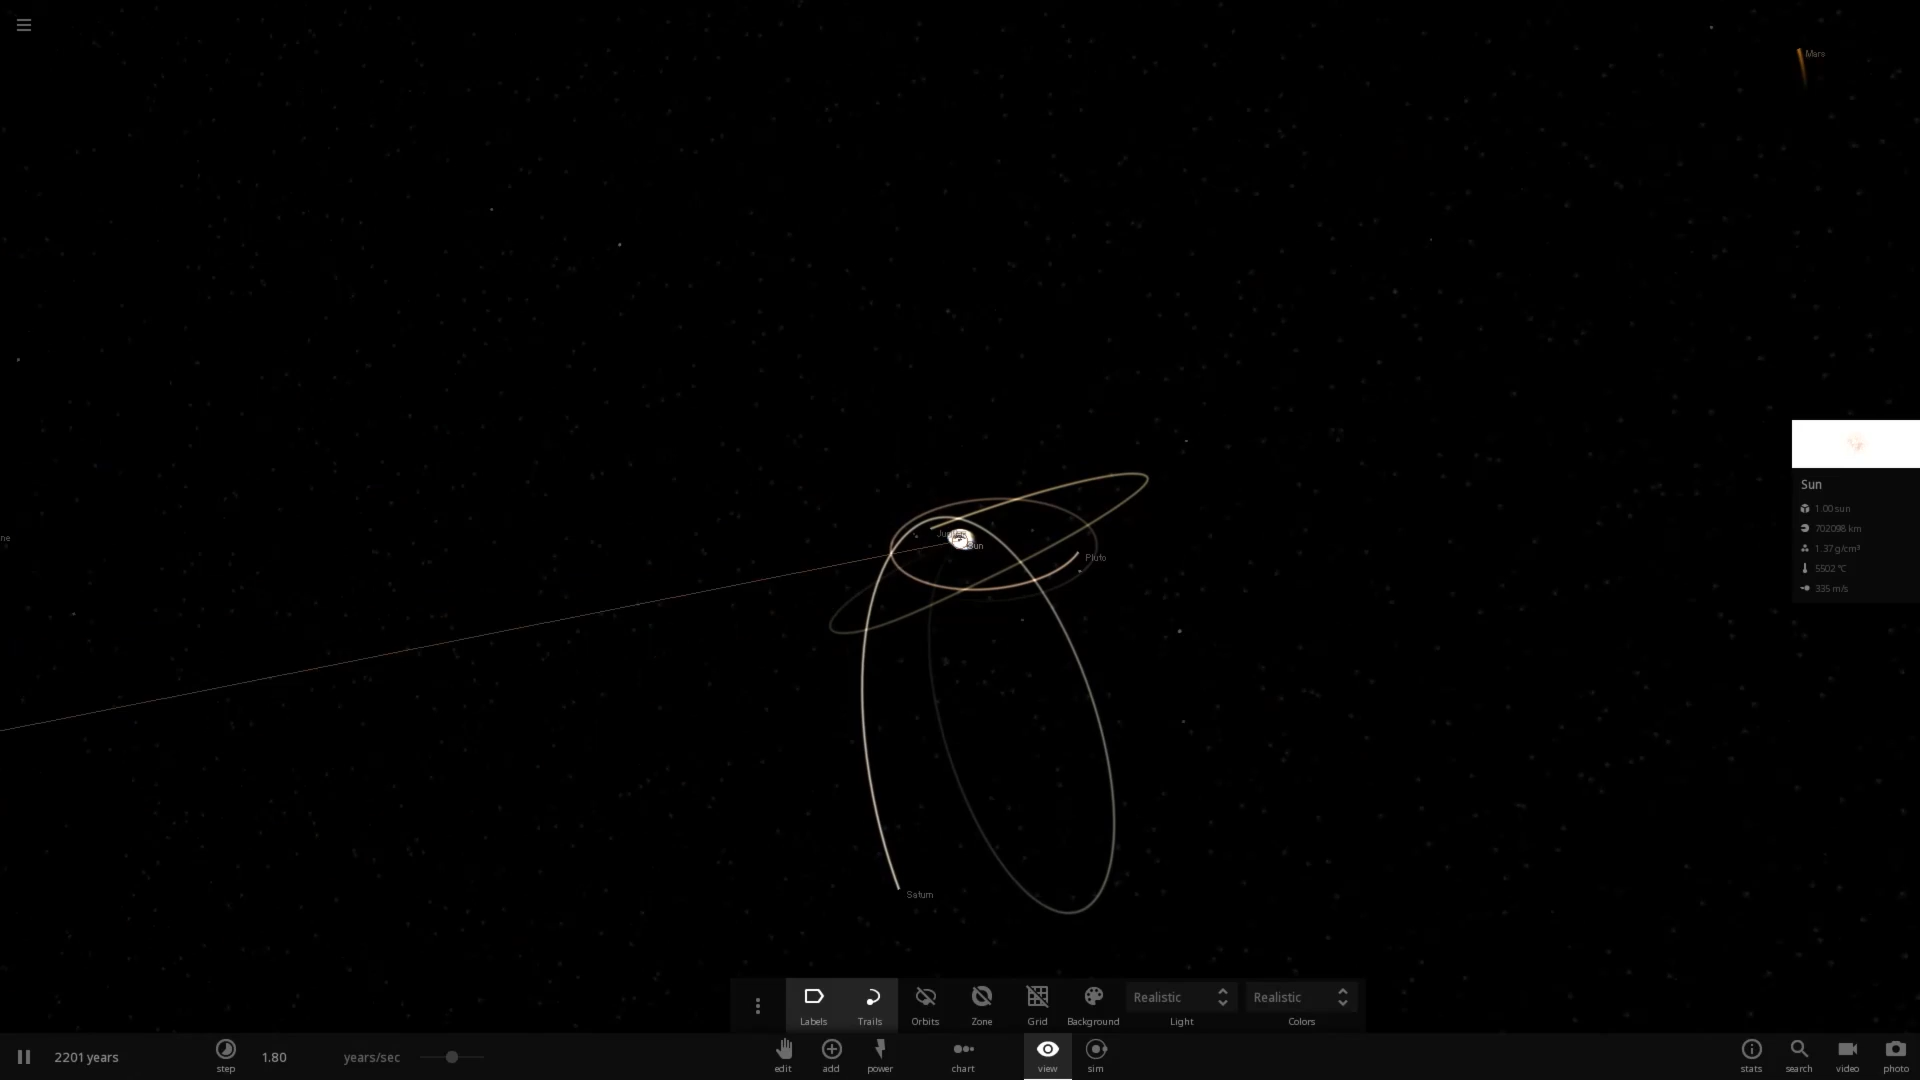 Mars
ne
Sun
1.00 sun
702098 km
1.37 g/cm³
5502 °C
335 m/s
Sun
Pluto
Saturn
Labels
Trails
Orbits
Zone
Grid
Background
Realistic
Light
Realistic
Colors
2201 years
step
1.80
years/sec
edit
add
power
chart
view
sim
stats
search
video
photo